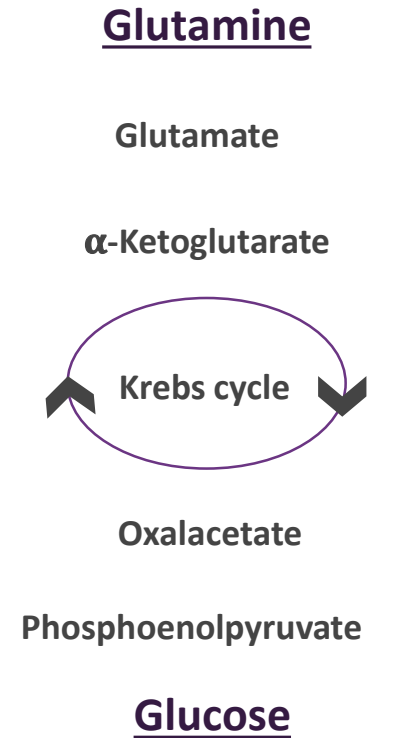 Glutamine
Glutamate
α-Ketoglutarate
Krebs cycle
Oxalacetate
Phosphoenolpyruvate
Glucose